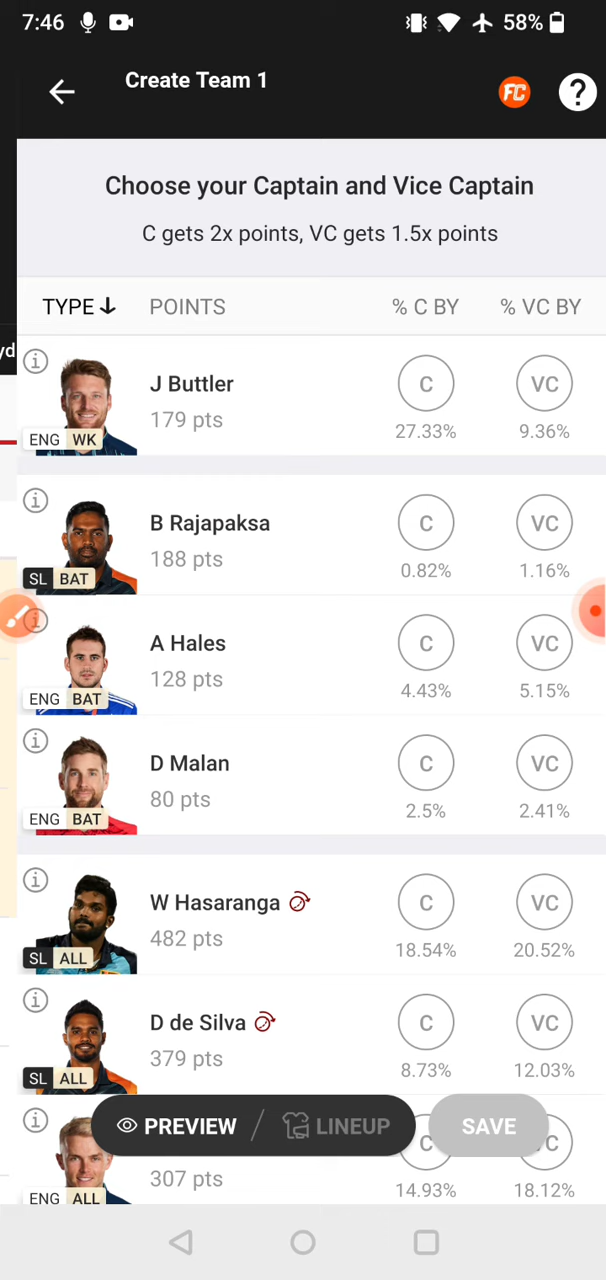 7:46 58%
Create Team 1
FC ?
Choose your Captain and Vice Captain
C gets 2x points, VC gets 1.5x points
yd
TYPE POINTS % C BY % VC BY
J Buttler C VC
179 pts 27.33% 9.36%
ENG WK
B Rajapaksa C VC
188 pts 0.82% 1.16%
SL BAT
A Hales C VC
128 pts 4.43% 5.15%
ENG BAT
D Malan C VC
80 pts 2.5% 2.41%
ENG BAT
W Hasaranga C VC
482 pts 18.54% 20.52%
SL ALL
D de Silva C VC
379 pts 8.73% 12.03%
SL ALL
PREVIEW / LINEUP C SAVE C
307 pts 14.93% 18.12%
ENG ALL